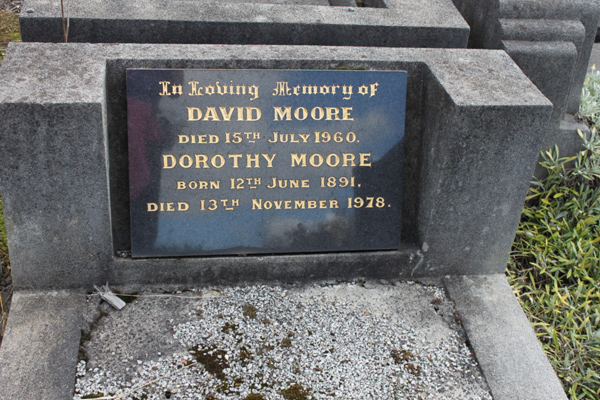 In Loving Memory of
DAVID MOORE
DIED 15TH JULY 1960.
DOROTHY MOORE
BORN 12TH JUNE 1891.
DIED 13TH NOVEMBER 1978.